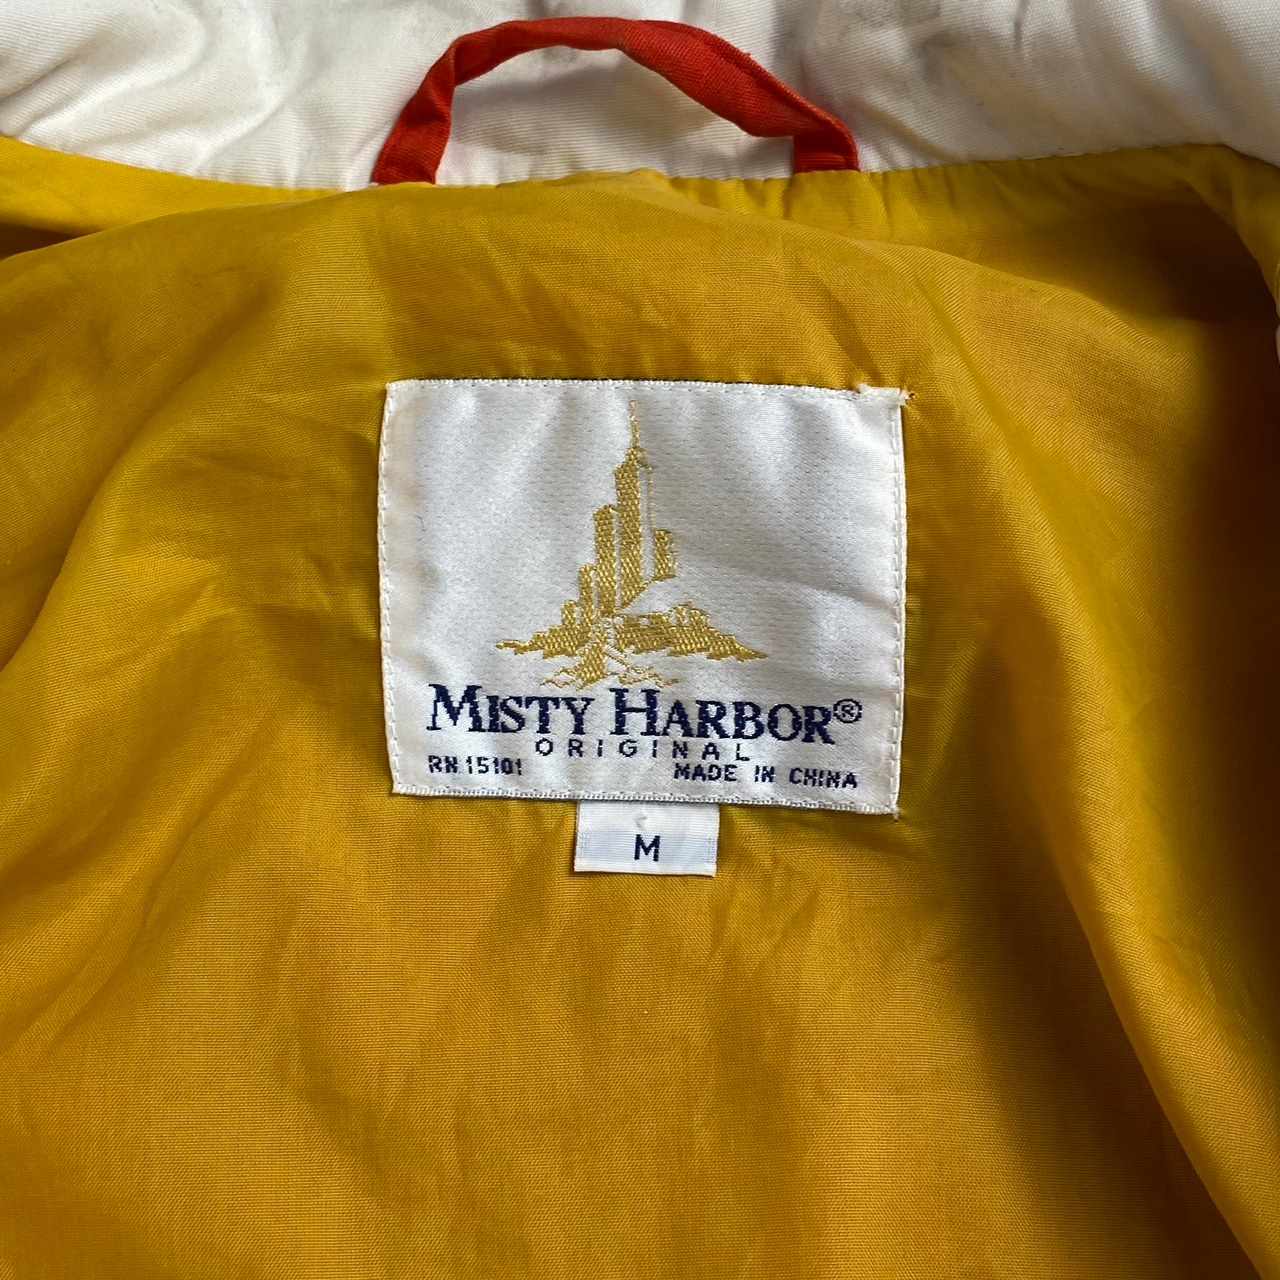 MISTY HARBOR®
ORIGINAL
RN 15101 MADE IN CHINA
M